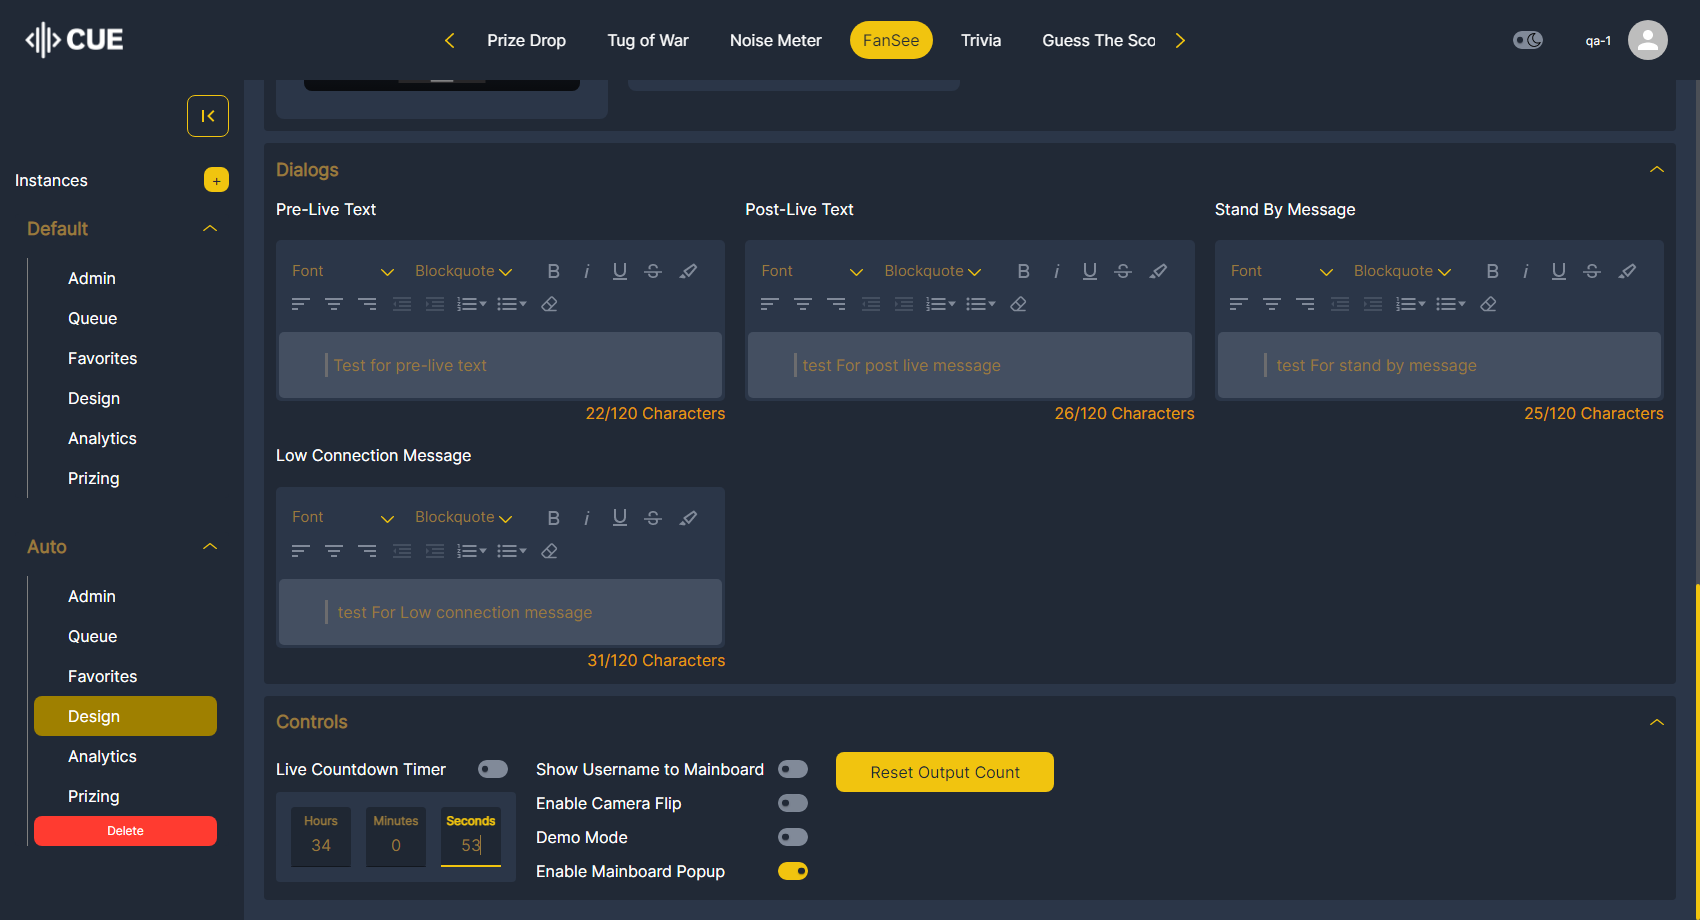 CUE
Prize Drop
Tug of War
Noise Meter
FanSee
Trivia
Guess The Sco
qa-1
Instances
+
Default
Admin
Queue
Favorites
Design
Analytics
Prizing
Auto
Admin
Queue
Favorites
Design
Analytics
Prizing
Delete
Dialogs
Pre-Live Text
Font Blockquote B i U S
Test for pre-live text
22/120 Characters
Post-Live Text
Font Blockquote B i U S
test For post live message
26/120 Characters
Stand By Message
Font Blockquote B i U S
test For stand by message
25/120 Characters
Low Connection Message
Font Blockquote B i U S
test For Low connection message
31/120 Characters
Controls
Live Countdown Timer
Hours Minutes Seconds
34 0 53
Show Username to Mainboard
Enable Camera Flip
Demo Mode
Enable Mainboard Popup
Reset Output Count